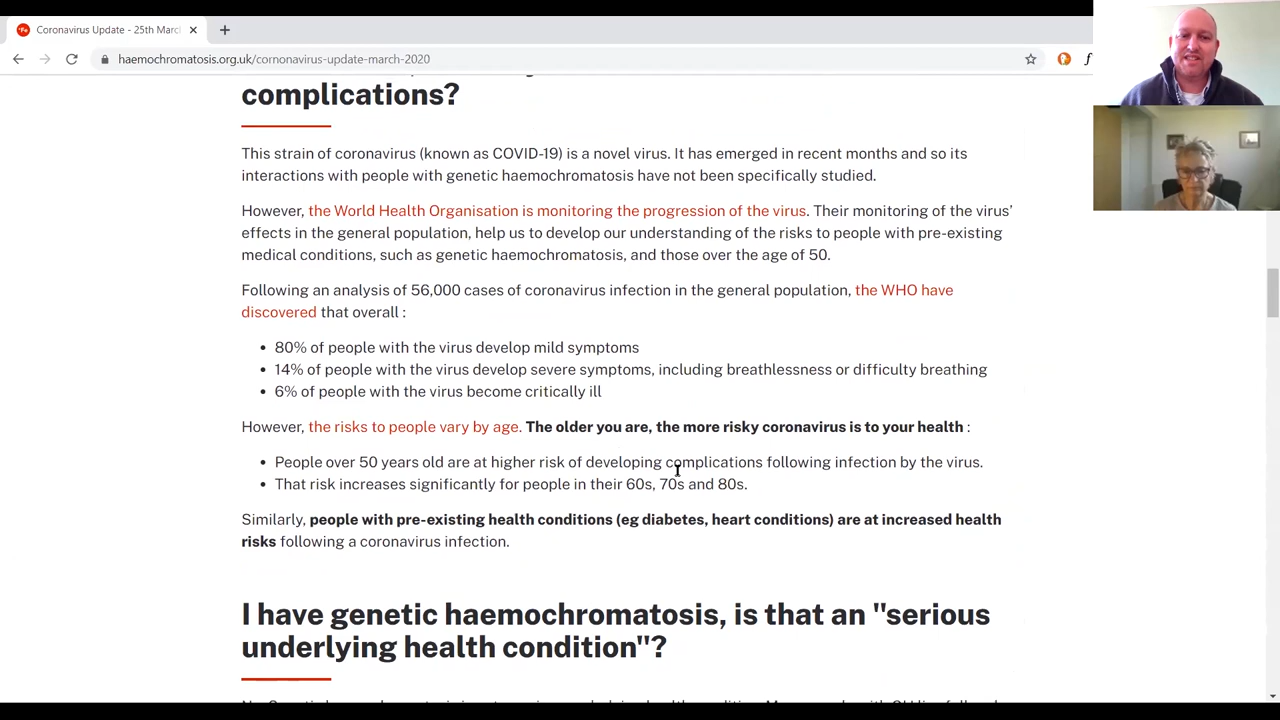 Coronavirus Update - 25th Marc
haemochromatosis.org.uk/cornonavirus-update-march-2020
complications?
This strain of coronavirus (known as COVID-19) is a novel virus. It has emerged in recent months and so its
interactions with people with genetic haemochromatosis have not been specifically studied.
However, the World Health Organisation is monitoring the progression of the virus. Their monitoring of the virus’
effects in the general population, help us to develop our understanding of the risks to people with pre-existing
medical conditions, such as genetic haemochromatosis, and those over the age of 50.
Following an analysis of 56,000 cases of coronavirus infection in the general population, the WHO have
discovered that overall :
• 80% of people with the virus develop mild symptoms
• 14% of people with the virus develop severe symptoms, including breathlessness or difficulty breathing
• 6% of people with the virus become critically ill
However, the risks to people vary by age. The older you are, the more risky coronavirus is to your health :
• People over 50 years old are at higher risk of developing complications following infection by the virus.
• That risk increases significantly for people in their 60s, 70s and 80s.
Similarly, people with pre-existing health conditions (eg diabetes, heart conditions) are at increased health
risks following a coronavirus infection.
I have genetic haemochromatosis, is that an "serious
underlying health condition"?